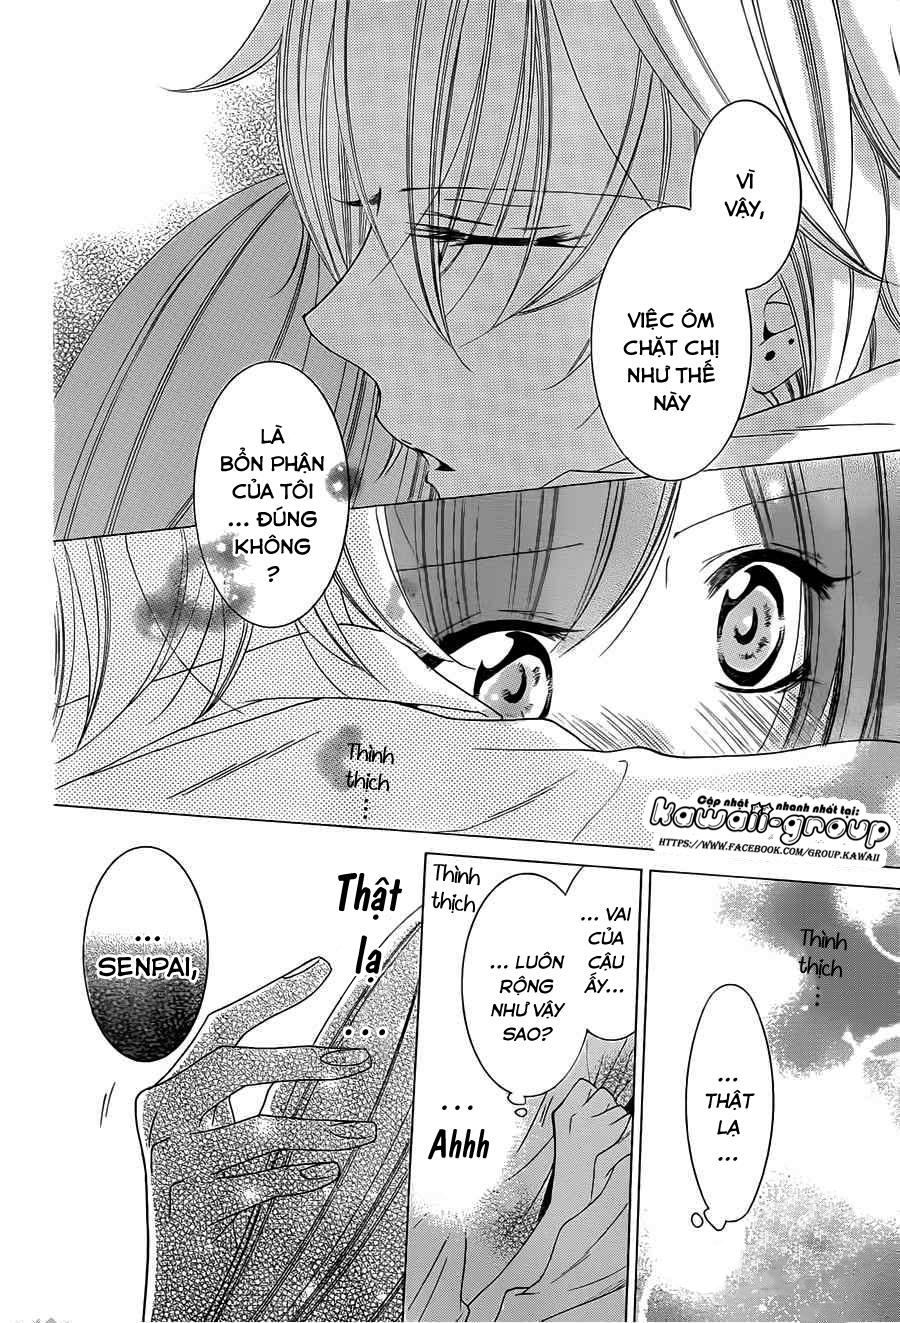 VÌ
VẬY,
VIỆC ÔM
CHẶT CHỊ
NHƯ THẾ
NÀY
LÀ
BỔN PHẬN
CỦA TÔI
... ĐÚNG
KHÔNG
?
Thình
thịch
...
Cập nhật nhanh nhất tại:
kawaii-group
HTTPS://WWW.FACEBOOK.COM/GROUP.KAWAII
Thình
thịch
...
...
THẬT
LẠ
...
... VAI
CỦA
CẬU
ẤY...
... LUÔN
RỘNG
NHƯ VẬY
SAO?
Thình
thịch
...
Ahhh
Thật
lạ
...
...
SENPAI,